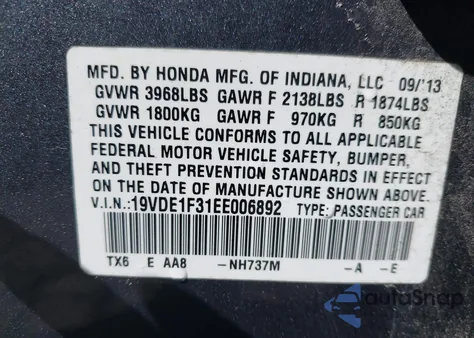 MFD. BY HONDA MFG. OF INDIANA, LLC 09/'13
GVWR 3968LBS GAWR F 2138LBS R 1874LBS
GVWR 1800KG GAWR F 970KG R 850KG
THIS VEHICLE CONFORMS TO ALL APPLICABLE
FEDERAL MOTOR VEHICLE SAFETY, BUMPER,
AND THEFT PREVENTION STANDARDS IN EFFECT
ON THE DATE OF MANUFACTURE SHOWN ABOVE.
V.I.N.:19VDE1F31EE006892 TYPE: PASSENGER CAR
TX6 E AA8 -NH737M -A -E
autoSnap